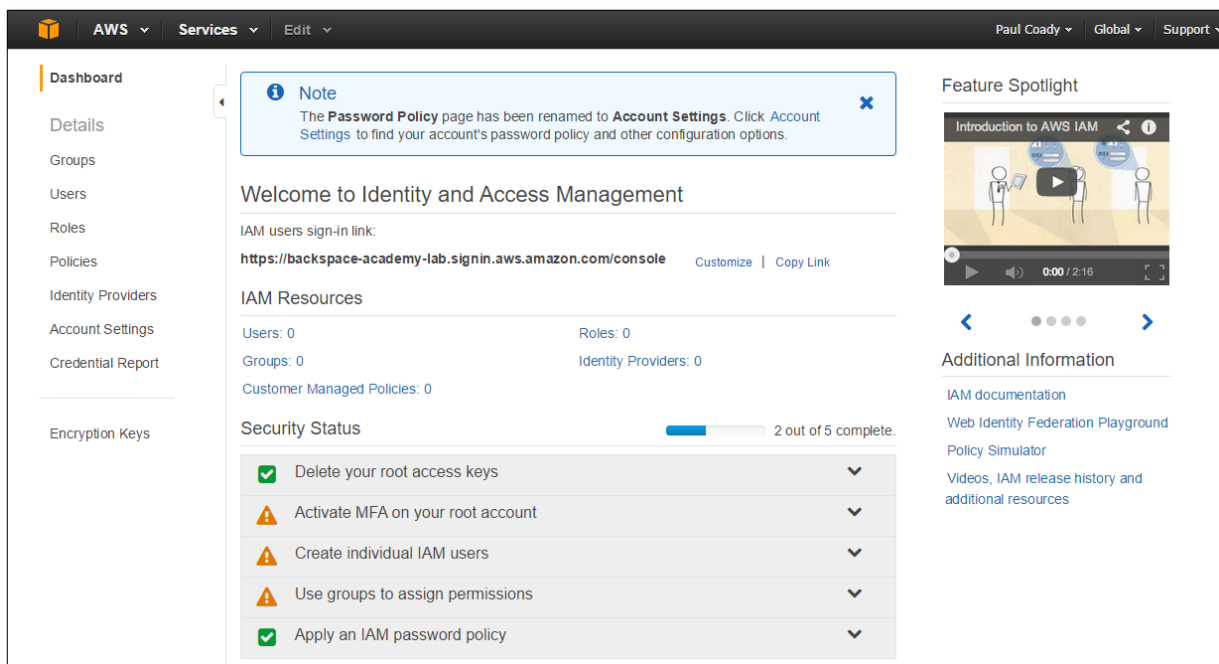 AWS Services Edit Paul Coady Global Support
Dashboard
Details
Groups
Users
Roles
Policies
Identity Providers
Account Settings
Credential Report
Encryption Keys
Note
The Password Policy page has been renamed to Account Settings. Click Account
Settings to find your account's password policy and other configuration options.
Welcome to Identity and Access Management
IAM users sign-in link:
https://backspace-academy-lab.signin.aws.amazon.com/console Customize | Copy Link
IAM Resources
Users: 0 Roles: 0
Groups: 0 Identity Providers: 0
Customer Managed Policies: 0
Security Status 2 out of 5 complete.
Delete your root access keys
Activate MFA on your root account
Create individual IAM users
Use groups to assign permissions
Apply an IAM password policy
Feature Spotlight
Introduction to AWS IAM
0:00 / 2:16
Additional Information
IAM documentation
Web Identity Federation Playground
Policy Simulator
Videos, IAM release history and
additional resources